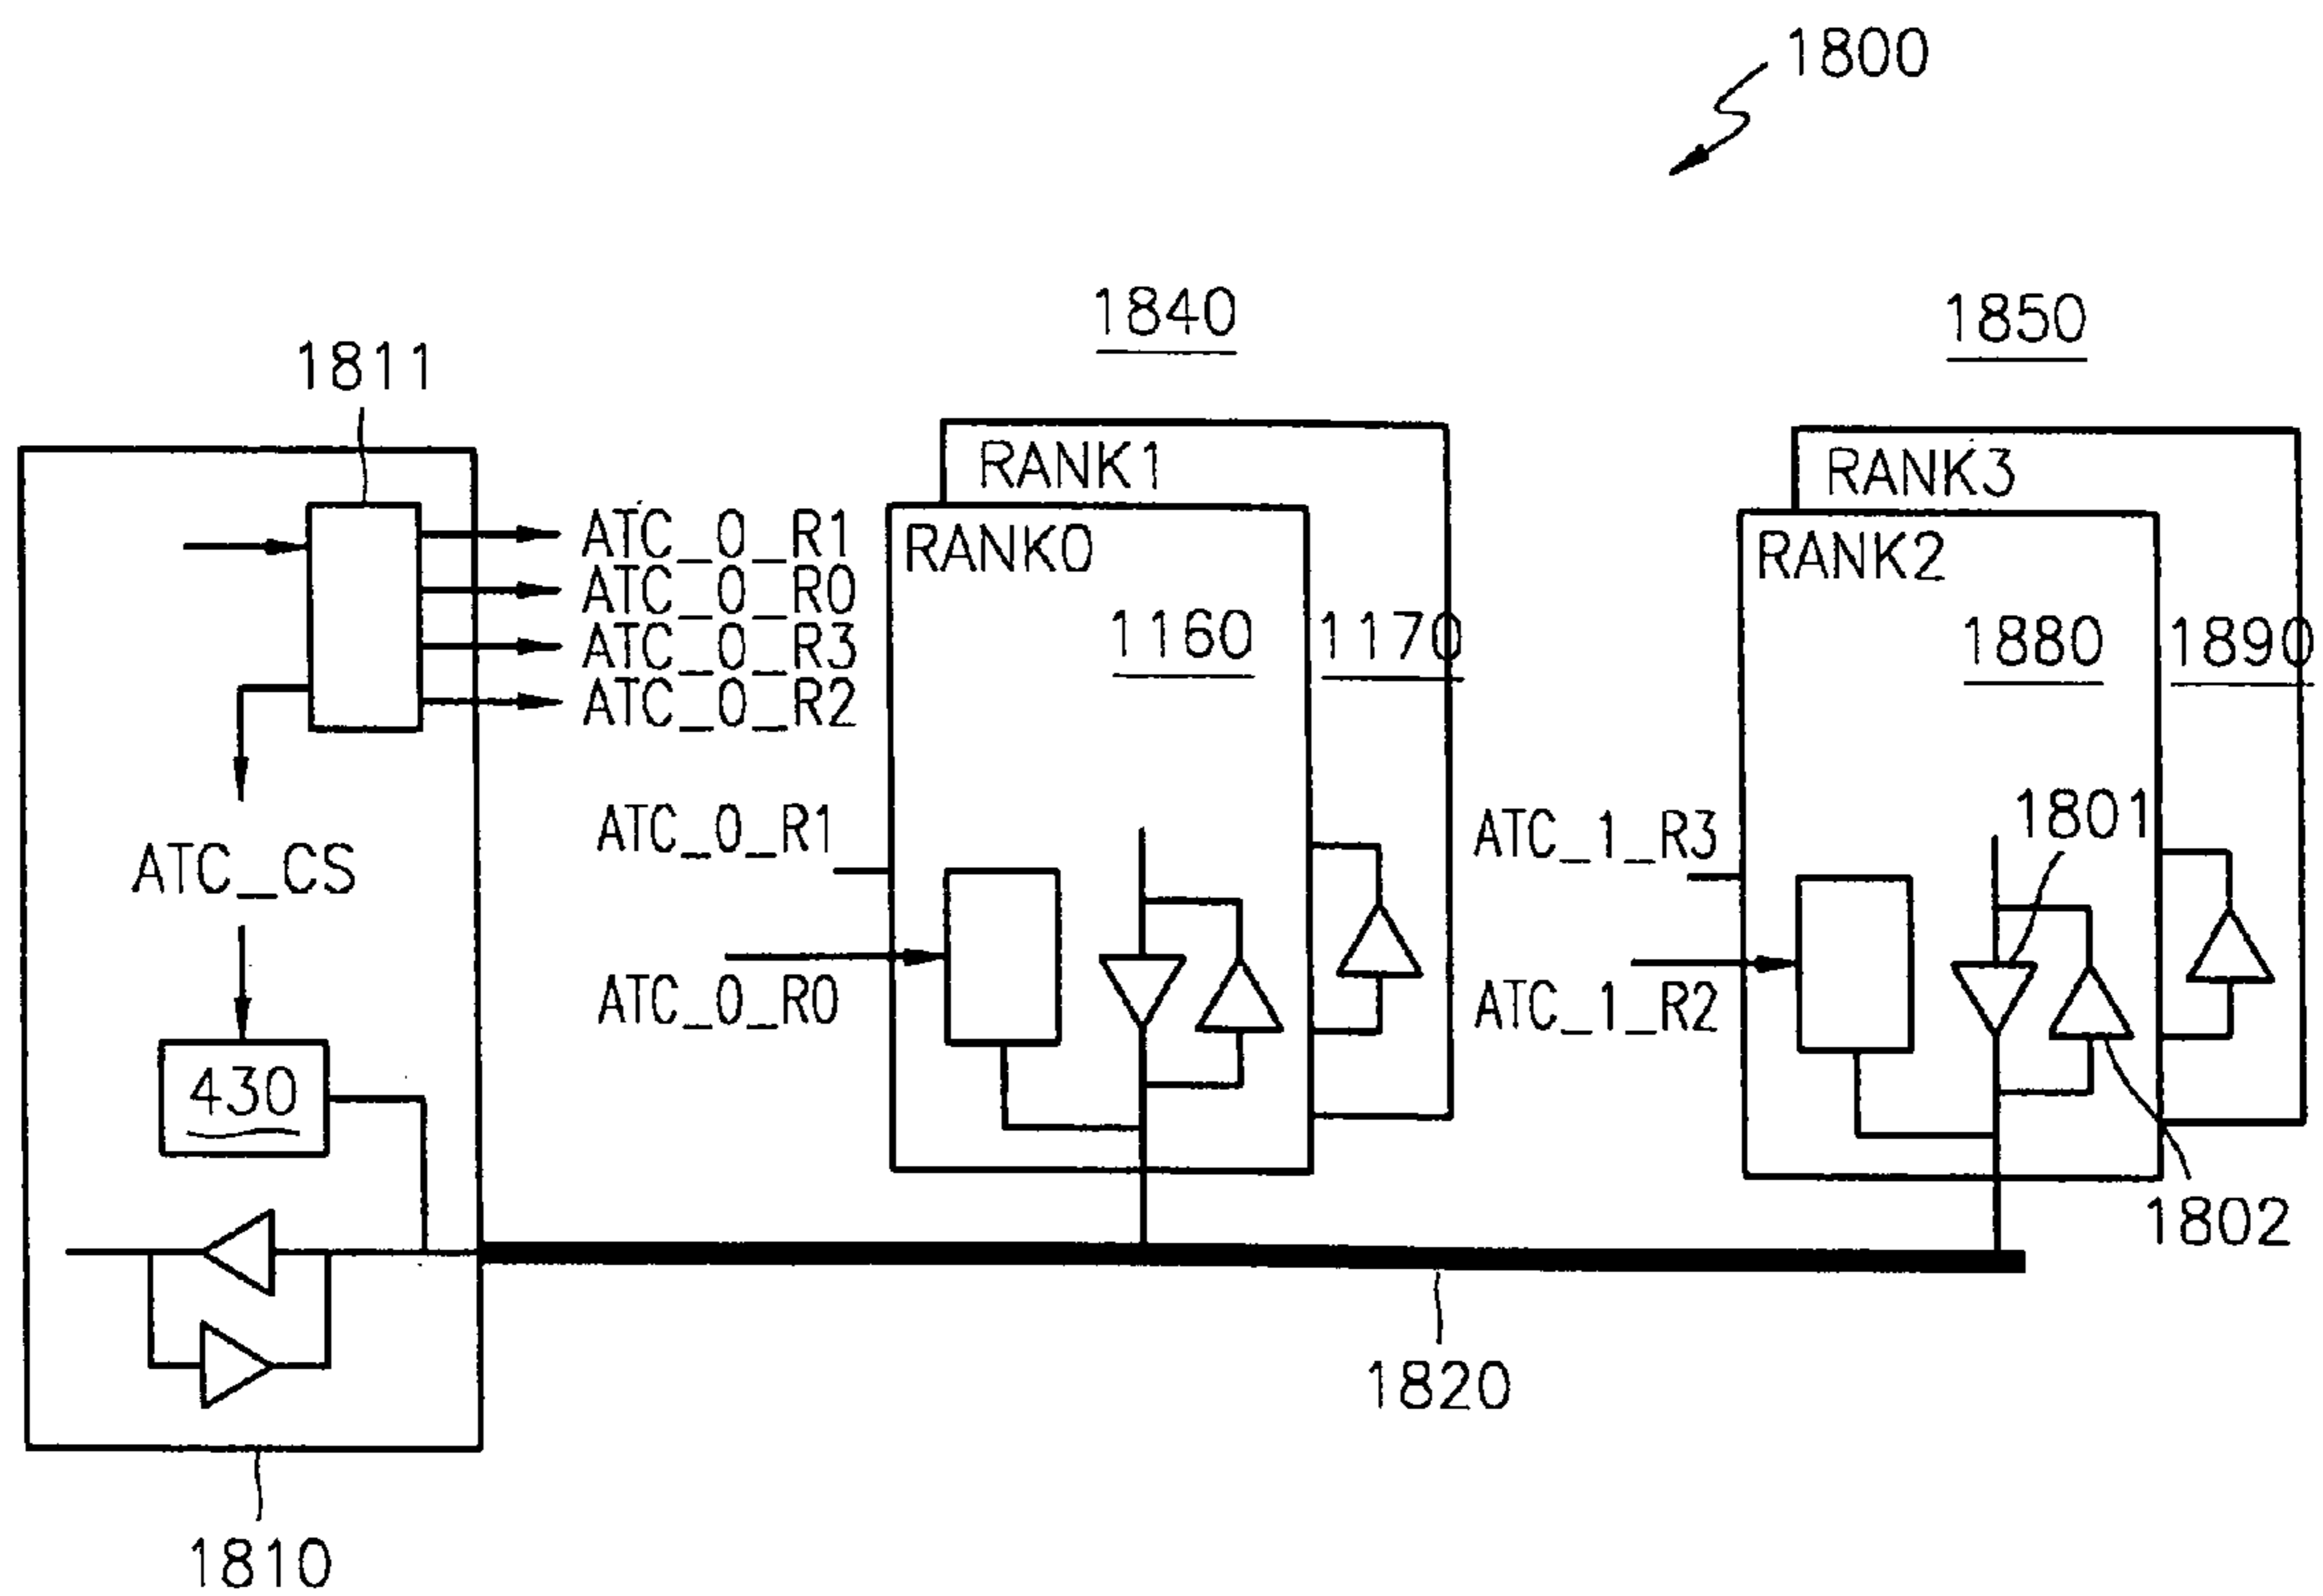 1800
1840
1850
1811
RANK1
RANK3
RANK0
RANK2
ATC_0_R1
ATC_0_R0
ATC_0_R3
ATC_0_R2
1160
1170
1880
1890
ATC_0_R1
ATC_1_R3
1801
ATC_CS
ATC_0_R0
ATC_1_R2
430
1802
1820
1810